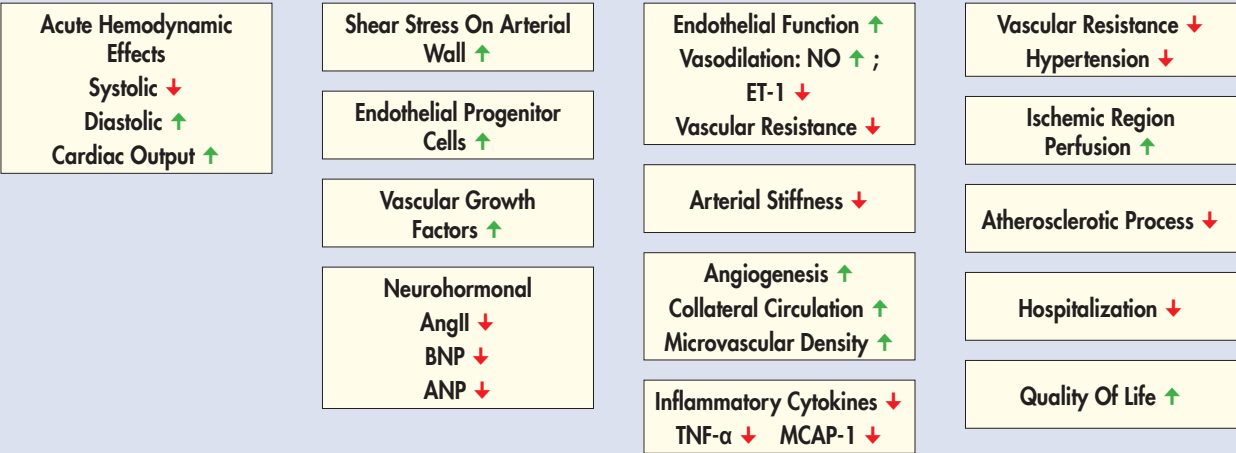 Acute Hemodynamic
Effects
Systolic ↓
Diastolic ↑
Cardiac Output ↑
Shear Stress On Arterial
Wall ↑
Endothelial Progenitor
Cells ↑
Vascular Growth
Factors ↑
Neurohormonal
AngII ↓
BNP ↓
ANP ↓
Endothelial Function ↑
Vasodilation: NO ↑ ;
ET-1 ↓
Vascular Resistance ↓
Arterial Stiffness ↓
Angiogenesis ↑
Collateral Circulation ↑
Microvascular Density ↑
Inflammatory Cytokines ↓
TNF-α ↓ MCAP-1 ↓
Vascular Resistance ↓
Hypertension ↓
Ischemic Region
Perfusion ↑
Atherosclerotic Process ↓
Hospitalization ↓
Quality Of Life ↑